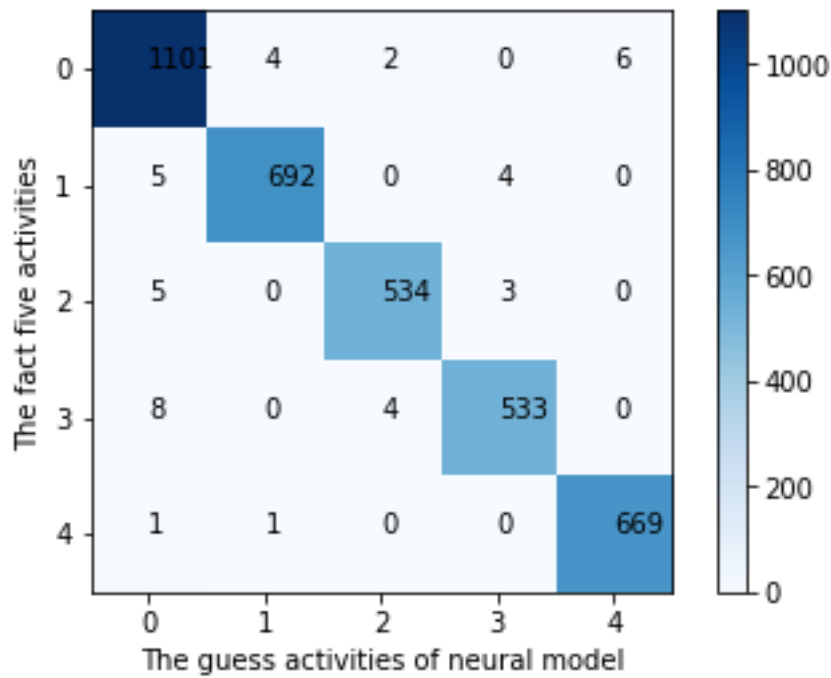 The fact five activities
0 1101 4 2 0 6
1 5 692 0 4 0
2 5 0 534 3 0
3 8 0 4 533 0
4 1 1 0 0 669
0 1 2 3 4
The guess activities of neural model
1000
800
600
400
200
0